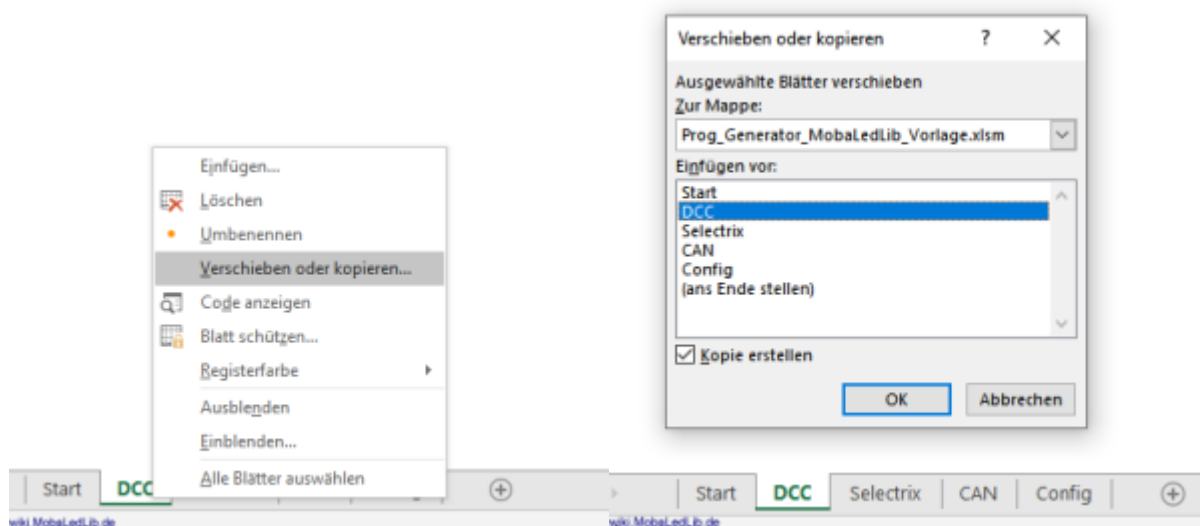 Einfügen...
Löschen
Umbenennen
Verschieben oder kopieren...
Code anzeigen
Blatt schützen...
Registerfarbe
Ausblenden
Einblenden...
Alle Blätter auswählen
Start DCC
wiki.MobaLedLib.de
Verschieben oder kopieren ? ×
Ausgewählte Blätter verschieben
Zur Mappe:
Prog_Generator_MobaLedLib_Vorlage.xlsm
Einfügen vor:
Start
DCC
Selectrix
CAN
Config
(ans Ende stellen)
Kopie erstellen
OK Abbrechen
Start DCC Selectrix CAN Config
wiki.MobaLedLib.de